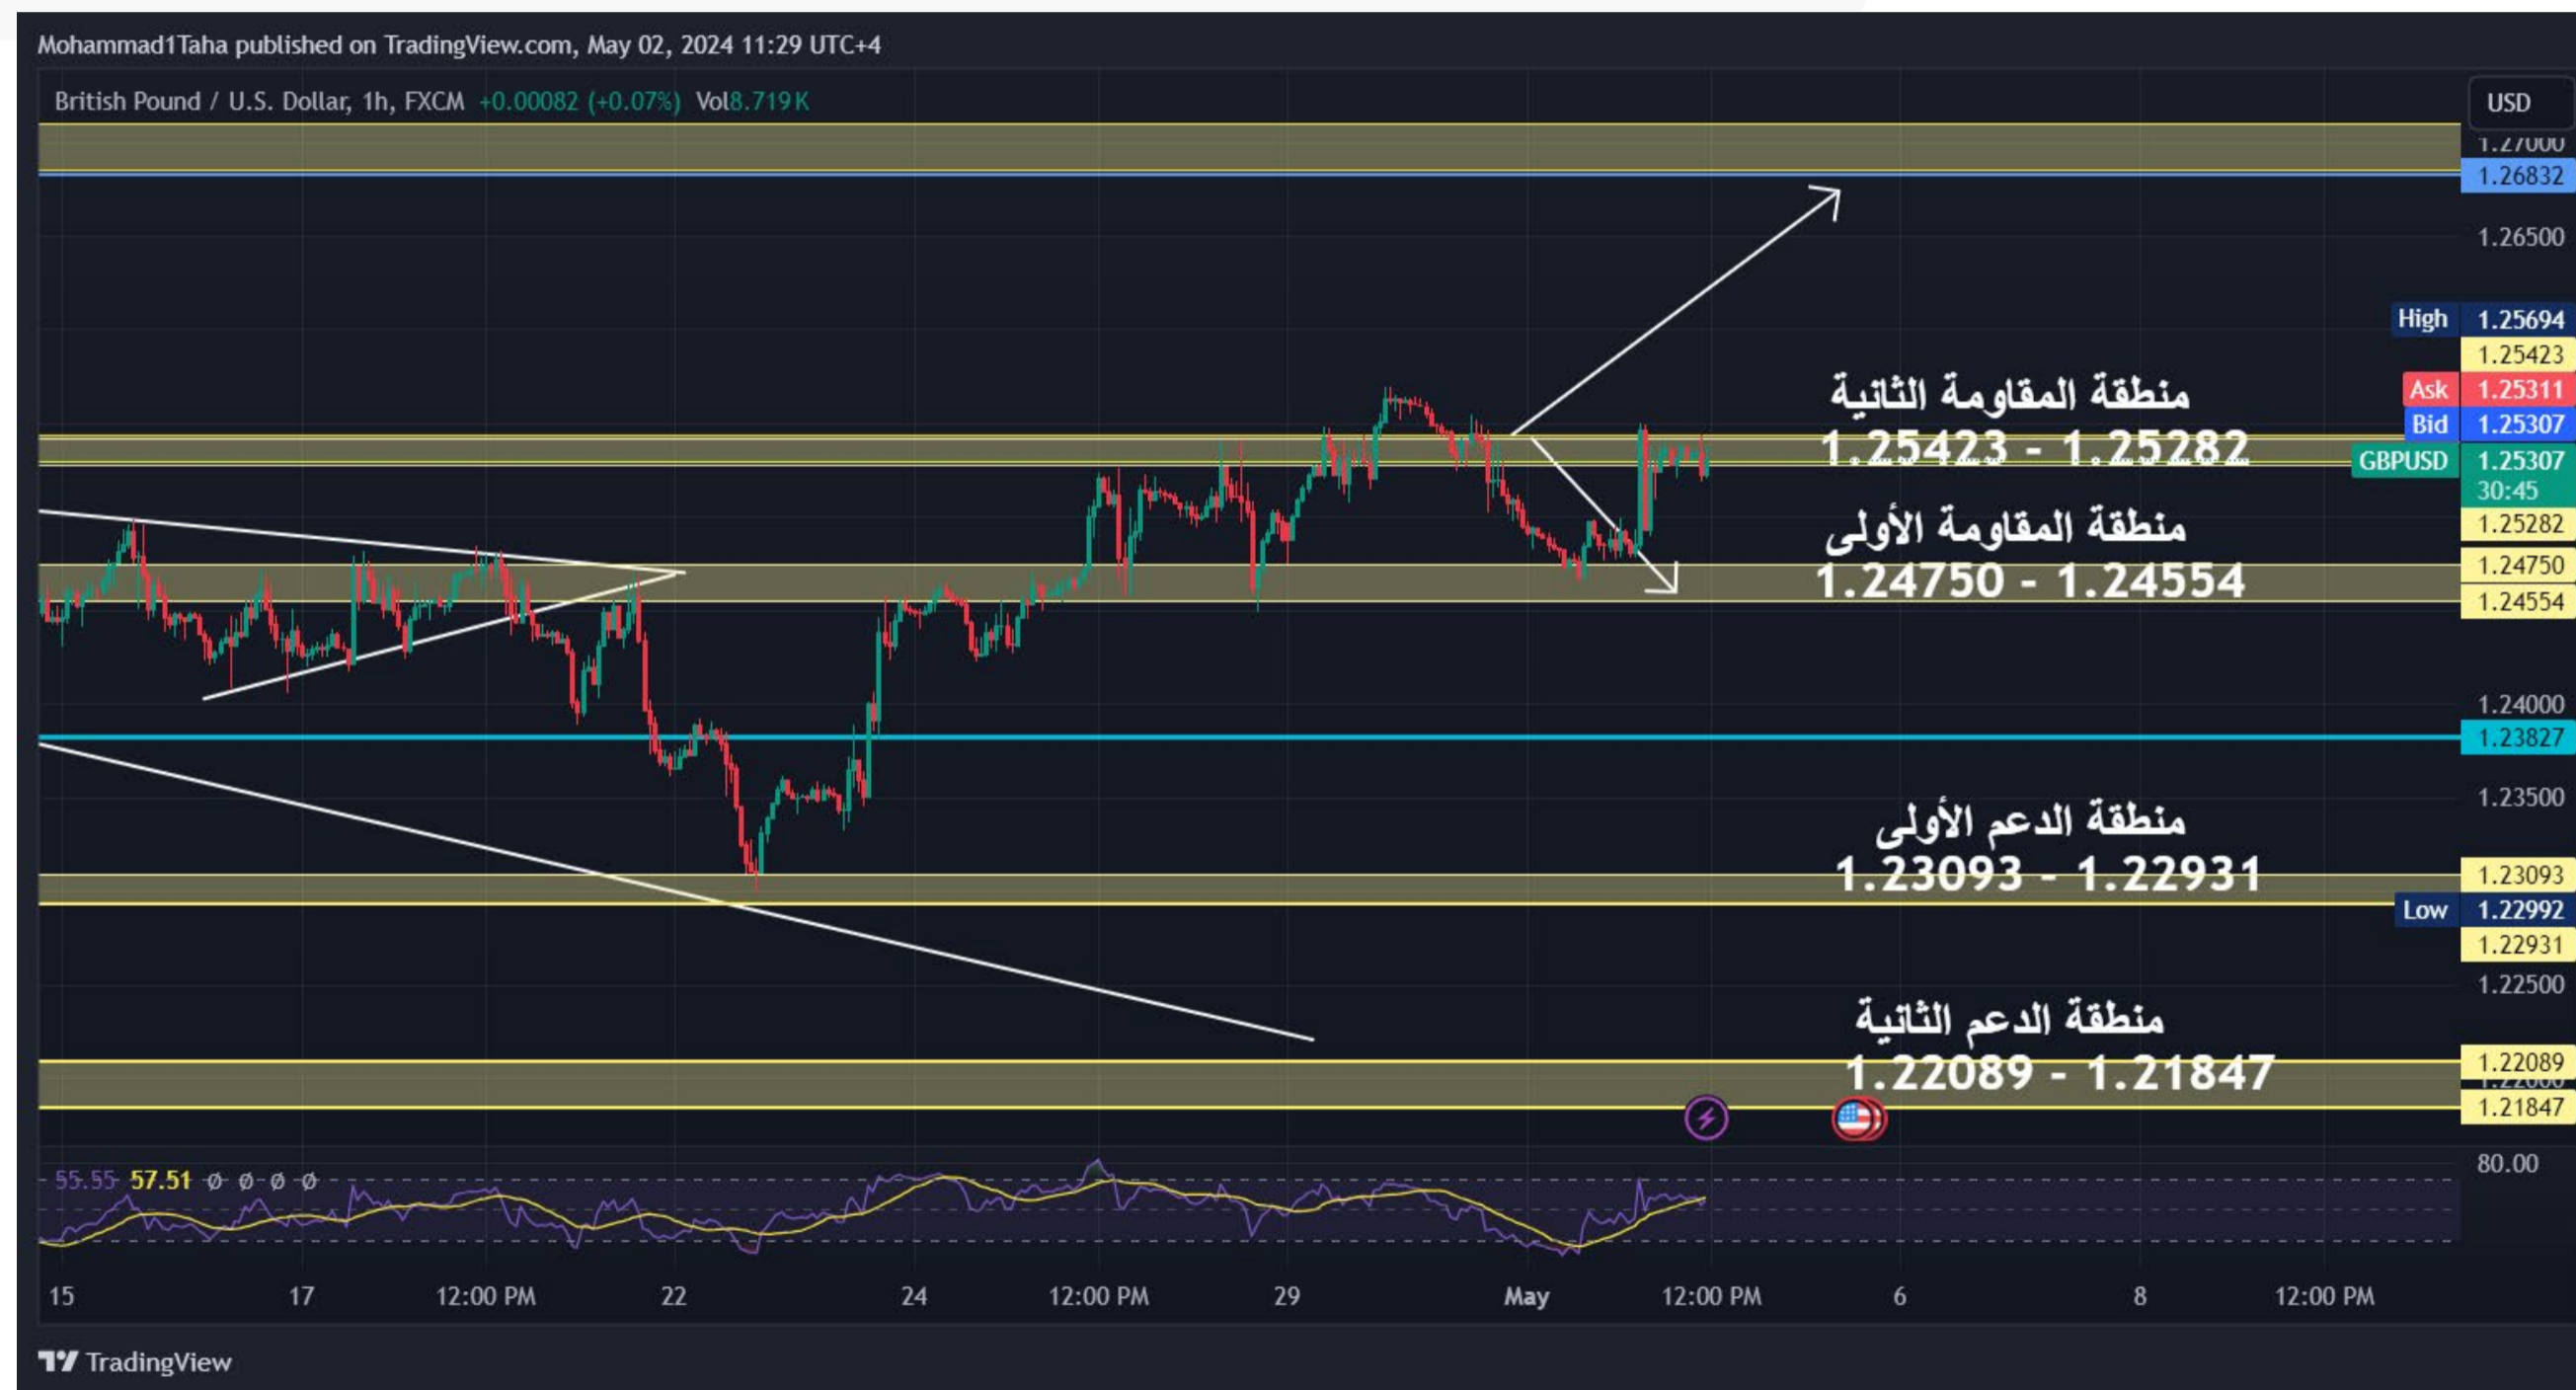 Mohammad1Taha published on TradingView.com, May 02, 2024 11:29 UTC+4
British Pound / U.S. Dollar, 1h, FXCM +0.00082 (+0.07%) Vol8.719K
USD
1.27000
1.26832
1.26500
High 1.25694
1.25423
Ask 1.25311
Bid 1.25307
GBPUSD 1.25307
30:45
1.25282
1.24750
1.24554
1.24000
1.23827
1.23500
1.23093
Low 1.22992
1.22931
1.22500
1.22089
1.22000
1.21847
منطقة المقاومة الثانية
1.25423 - 1.25282
منطقة المقاومة الأولى
1.24750 - 1.24554
منطقة الدعم الأولى
1.23093 - 1.22931
منطقة الدعم الثانية
1.22089 - 1.21847
55.55 57.51 ø ø ø ø
80.00
15 17 12:00 PM 22 24 12:00 PM 29 May 12:00 PM 6 8 12:00 PM
TradingView